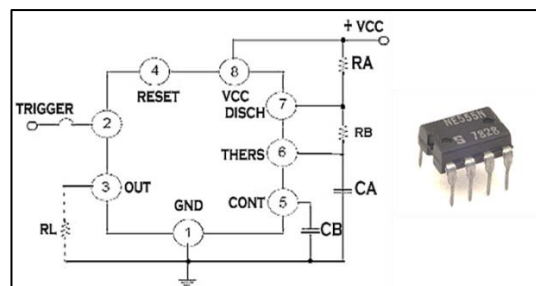 + VCC
4
8
RA
RESET
VCC
DISCH
7
TRIGGER
2
RB
THERS
6
NE555N
S 7828
3
OUT
CA
GND
CONT
5
RL
1
CB